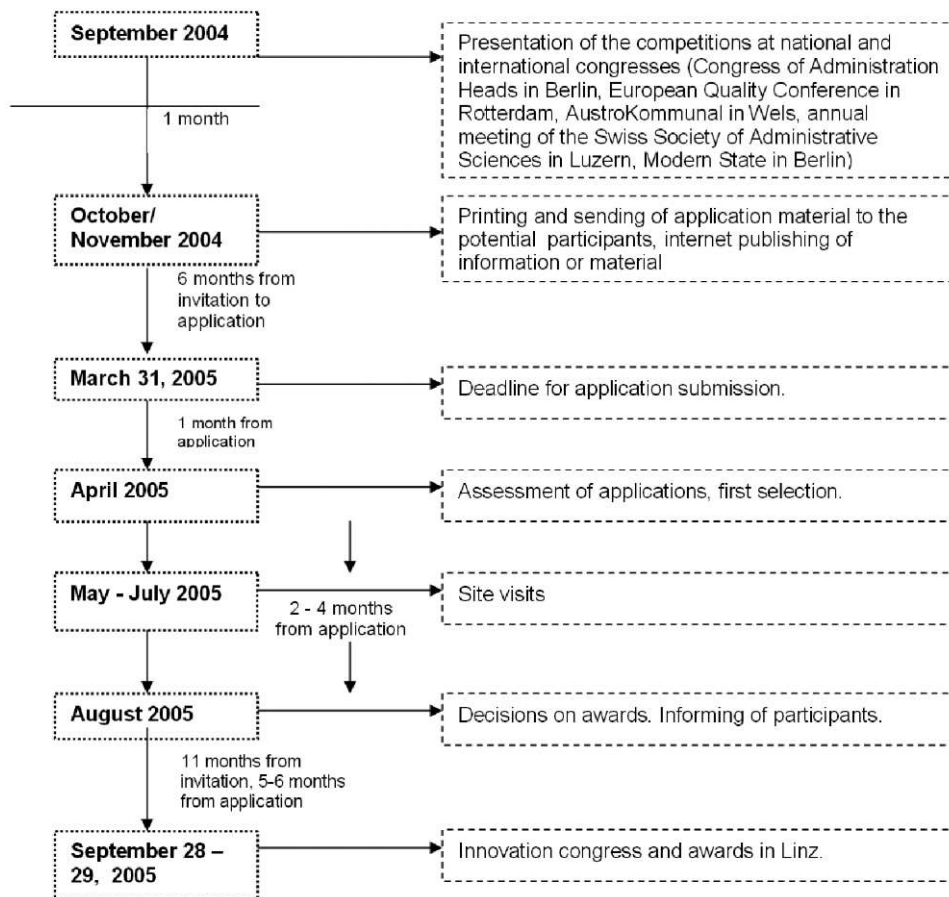 September 2004
Presentation of the competitions at national and
international congresses (Congress of Administration
Heads in Berlin, European Quality Conference in
Rotterdam, AustroKommunal in Wels, annual
meeting of the Swiss Society of Administrative
Sciences in Luzern, Modern State in Berlin)
1 month
October/
November 2004
Printing and sending of application material to the
potential participants, internet publishing of
information or material
6 months from
invitation to
application
March 31, 2005
Deadline for application submission.
1 month from
application
April 2005
Assessment of applications, first selection.
May - July 2005
Site visits
2 - 4 months
from application
August 2005
Decisions on awards. Informing of participants.
11 months from
invitation, 5-6 months
from application
September 28 –
29, 2005
Innovation congress and awards in Linz.